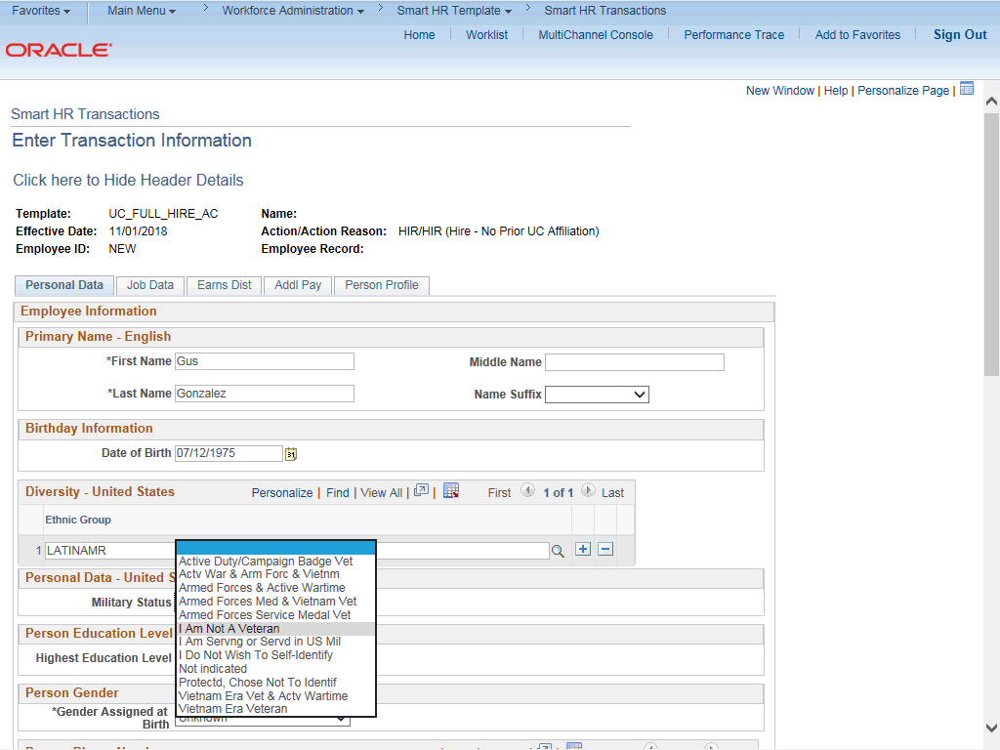 Favorites Main Menu > Workforce Administration > Smart HR Template > Smart HR Transactions
Home Worklist MultiChannel Console Performance Trace Add to Favorites Sign Out
ORACLE
New Window | Help | Personalize Page |
Smart HR Transactions
Enter Transaction Information
Click here to Hide Header Details
Template: UC_FULL_HIRE_AC Name:
Effective Date: 11/01/2018 Action/Action Reason: HIR/HIR (Hire - No Prior UC Affiliation)
Employee ID: NEW Employee Record:
Personal Data Job Data Earns Dist Addl Pay Person Profile
Employee Information
Primary Name - English
*First Name Gus Middle Name
*Last Name Gonzalez Name Suffix
Birthday Information
Date of Birth 07/12/1975 31
Diversity - United States Personalize | Find | View All | | First 1 of 1 Last
Ethnic Group
1 LATINAMR
Personal Data - United S
Military Status
Active Duty/Campaign Badge Vet
Actv War & Arm Forc & Vietnm
Armed Forces & Active Wartime
Armed Forces Med & Vietnam Vet
Armed Forces Service Medal Vet
I Am Not A Veteran
I Am Servng or Servd in US Mil
I Do Not Wish To Self-Identify
Not indicated
Protectd, Chose Not To Identif
Vietnam Era Vet & Actv Wartime
Vietnam Era Veteran
Person Education Level
Highest Education Level
Person Gender
*Gender Assigned at Birth Unknown